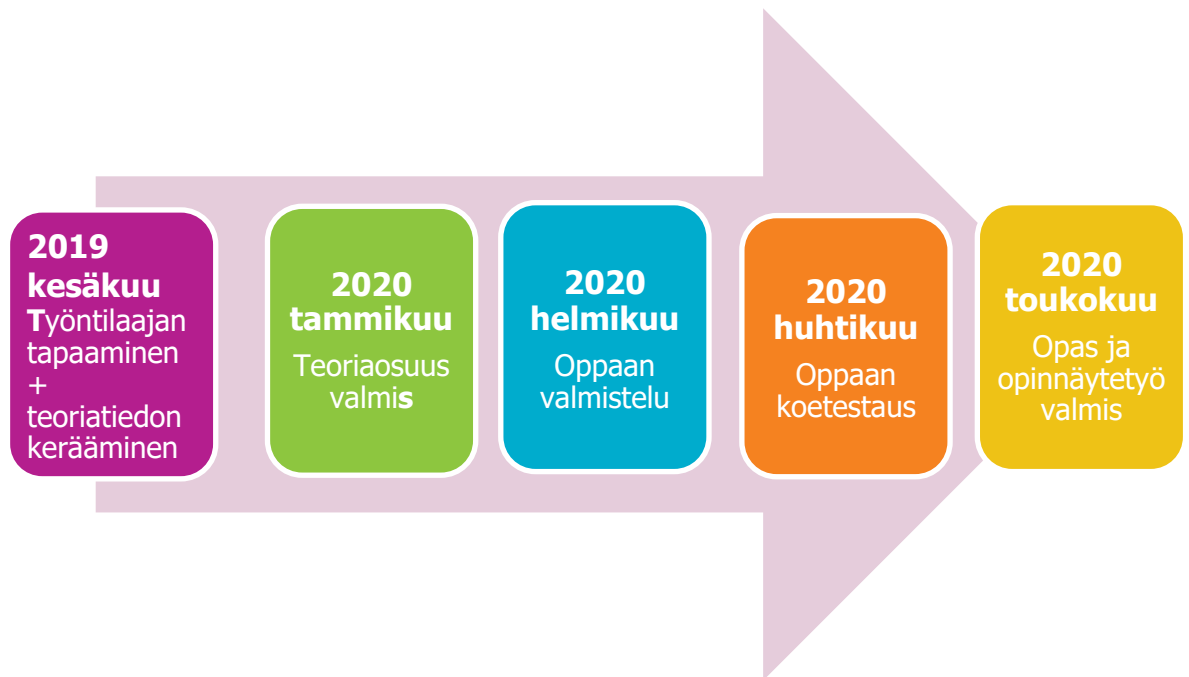 2019
kesäkuu
Työntilaajan
tapaaminen
+
teoriatiedon
kerääminen
2020
tammikuu
Teoriaosuus
valmis
2020
helmikuu
Oppaan
valmistelu
2020
huhtikuu
Oppaan
koetestaus
2020
toukokuu
Opas ja
opinnäytetyö
valmis